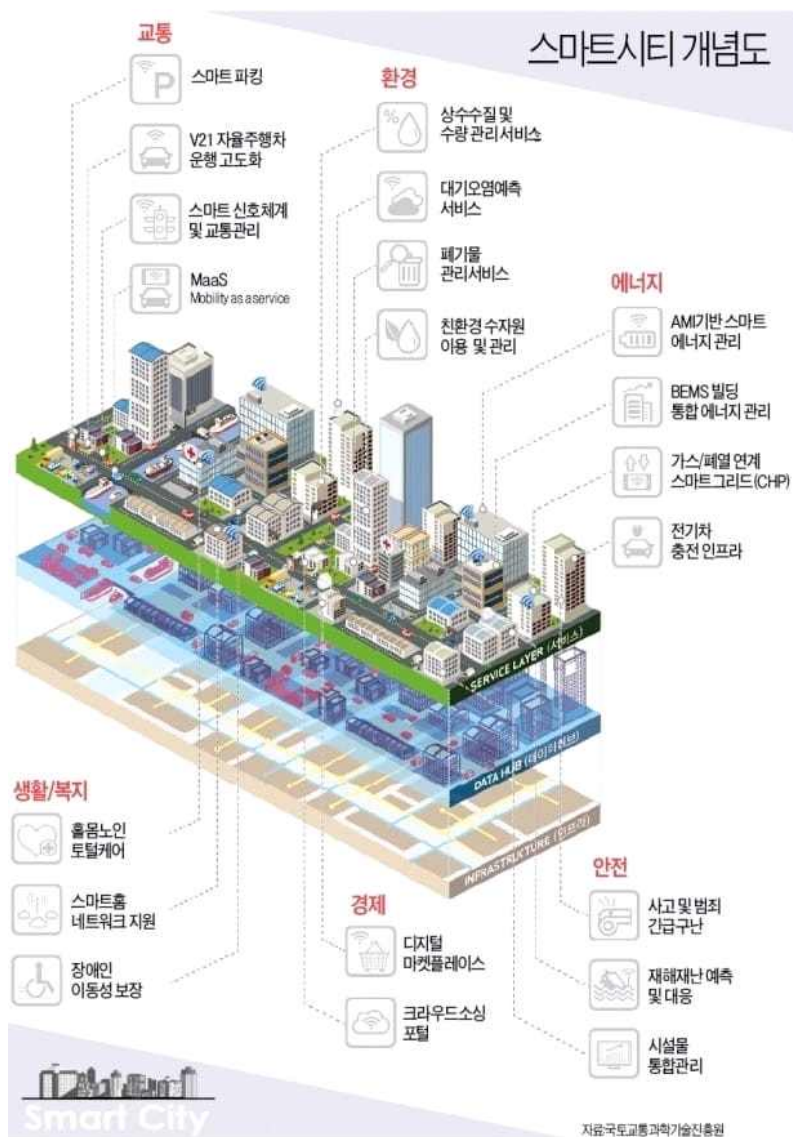 스마트시티 개념도
교통
스마트 파킹
V21 자율주행차
운행 고도화
스마트 신호체계
및 교통관리
MaaS
Mobility as a service
환경
상수수질 및
수량 관리 서비스
대기오염예측
서비스
폐기물
관리서비스
친환경 수자원
이용 및 관리
에너지
AMI기반 스마트
에너지 관리
BEMS 빌딩
통합 에너지 관리
가스/폐열 연계
스마트그리드(CHP)
전기차
충전 인프라
SERVICE LAYER (서비스)
DATA HUB (데이터허브)
INFRASTRUCTURE (인프라)
생활/복지
홀몸노인
토털케어
스마트홈
네트워크 지원
장애인
이동성 보장
경제
디지털
마켓플레이스
크라우드소싱
포털
안전
사고 및 범죄
긴급구난
재해재난 예측
및 대응
시설물
통합관리
Smart City
자료:국토교통과학기술진흥원